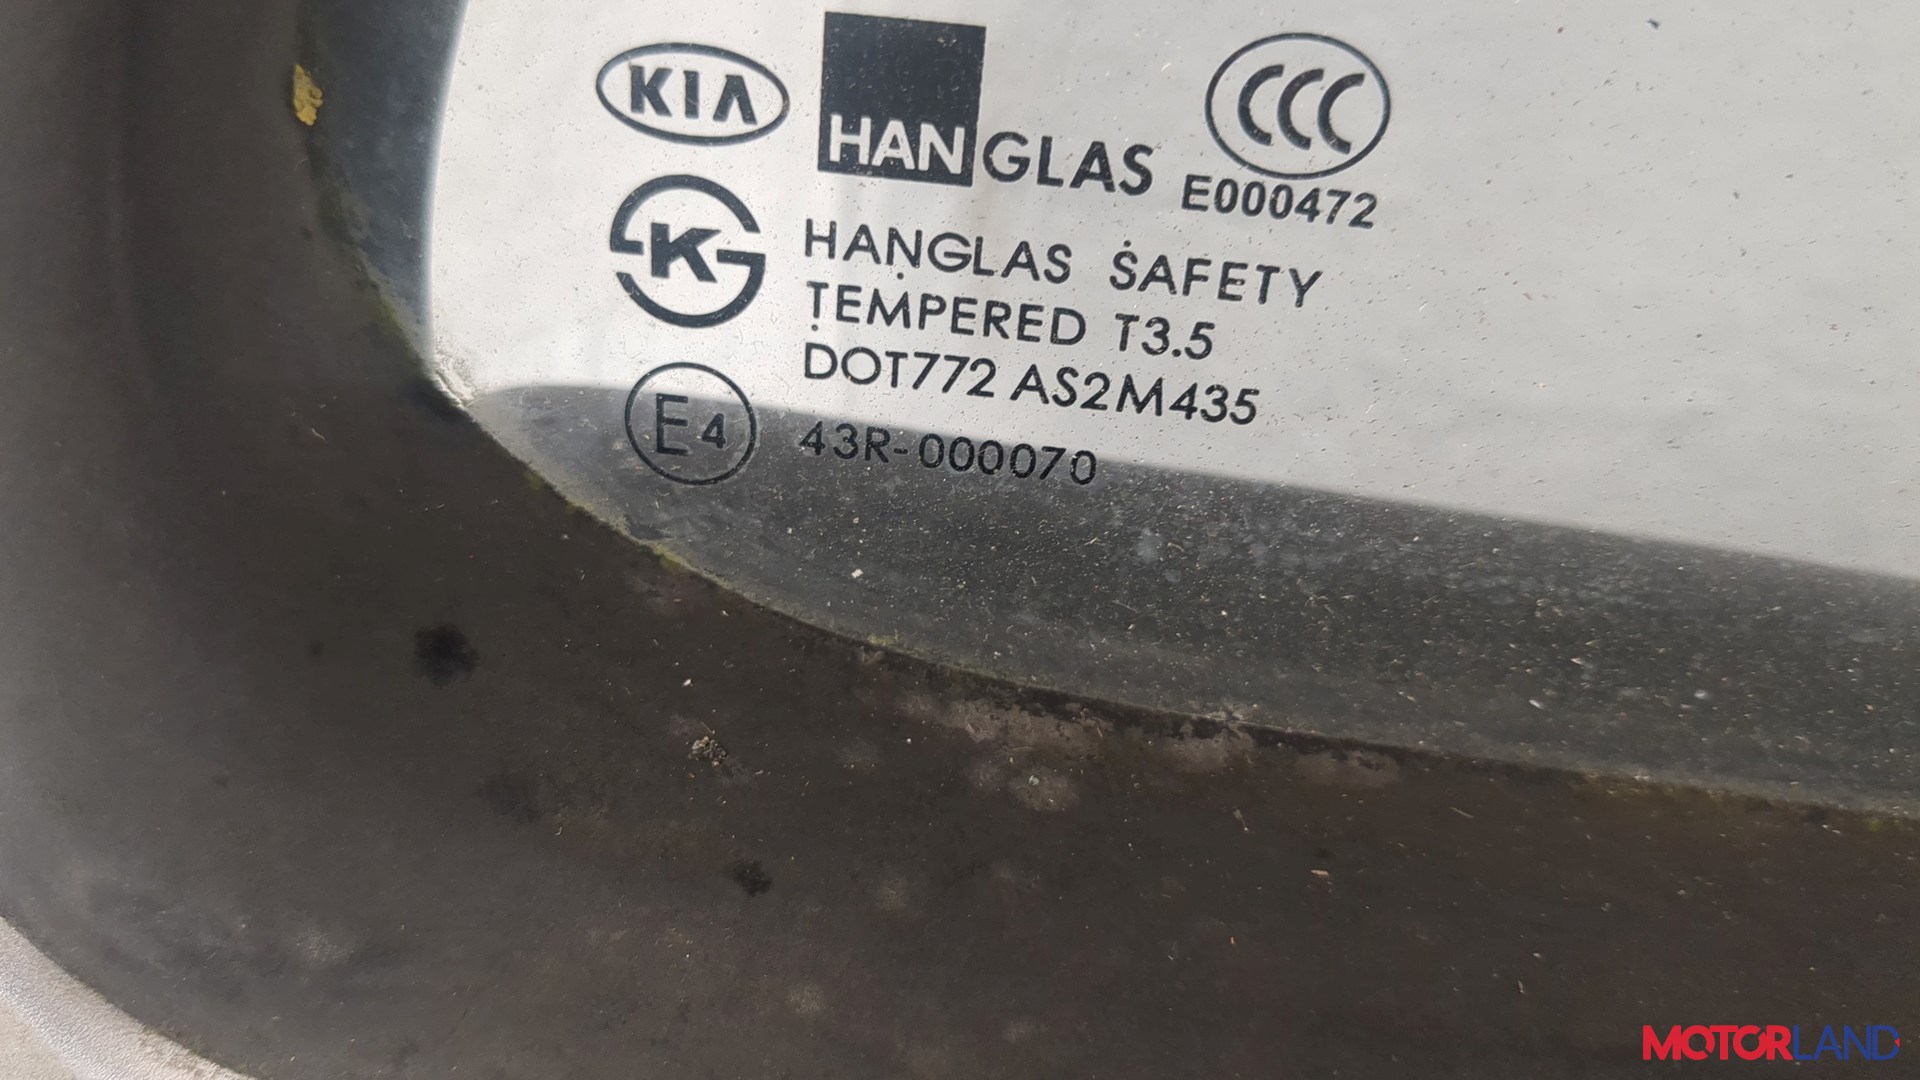 KIA HANGLAS CCC
E000472
K
HANGLAS SAFETY
TEMPERED T3.5
DOT772 AS2M435
E4 43R-000070
MOTORLAND